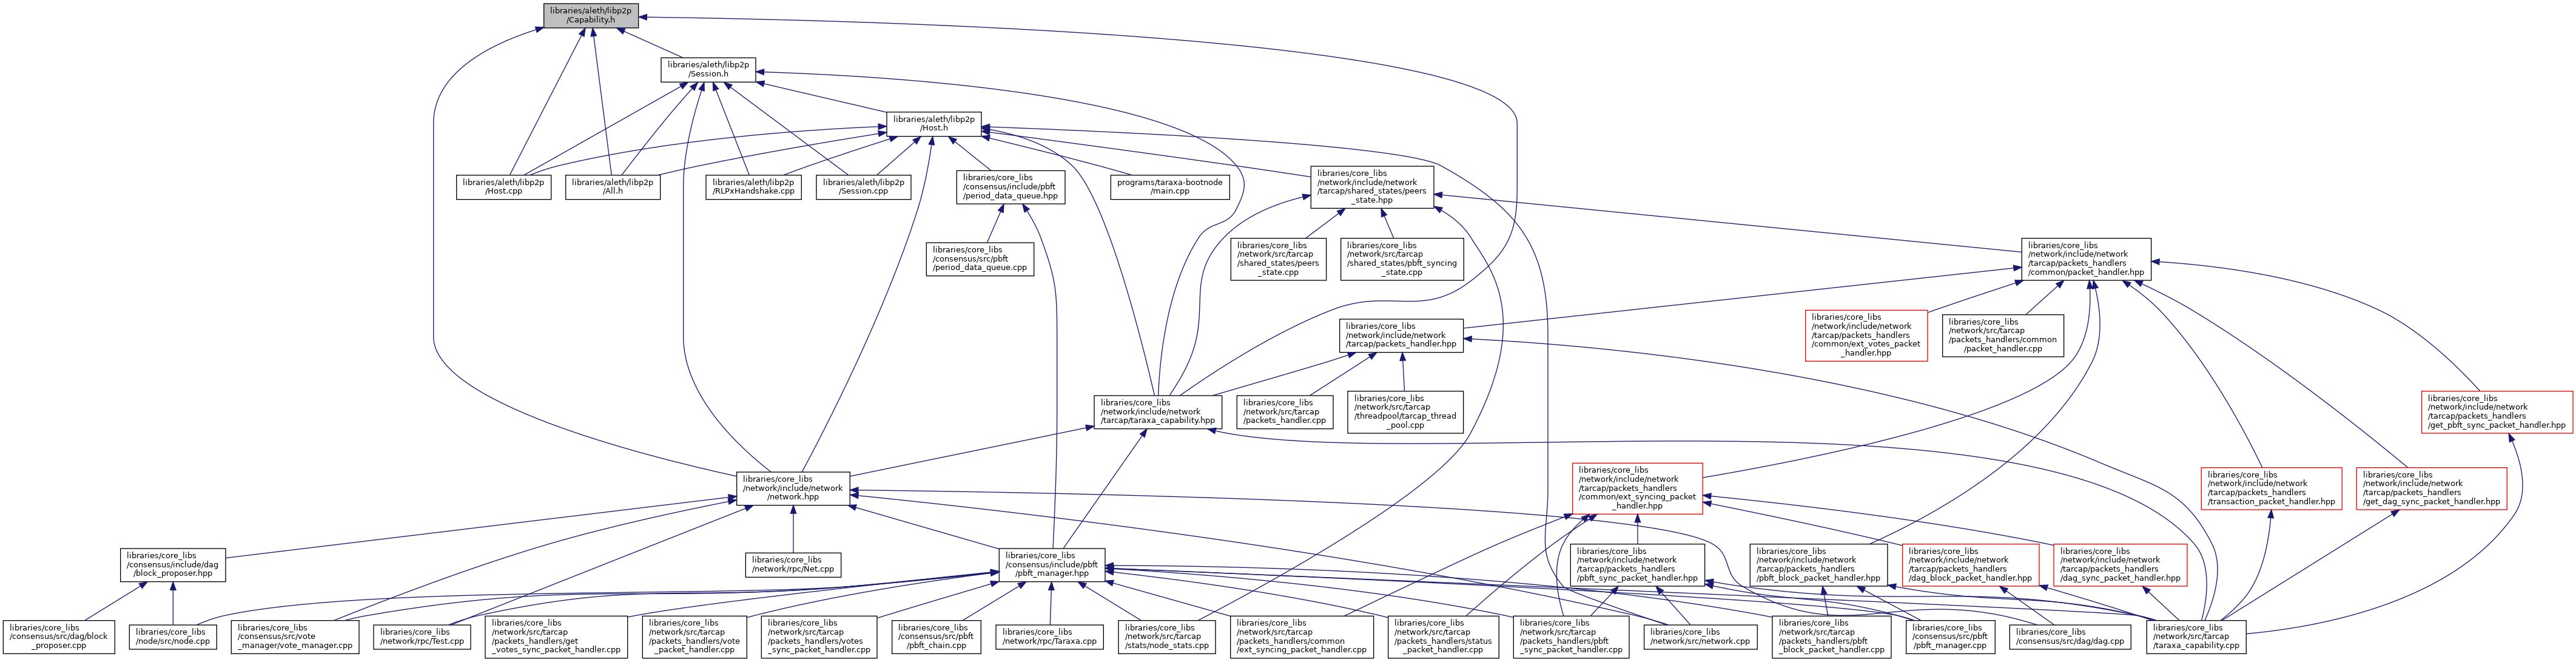 libraries/aleth/libp2p
/Capability.h
libraries/aleth/libp2p
/Session.h
libraries/aleth/libp2p
/Host.h
libraries/aleth/libp2p
/Host.cpp
libraries/aleth/libp2p
/All.h
libraries/aleth/libp2p
/RLPxHandshake.cpp
libraries/aleth/libp2p
/Session.cpp
libraries/core_libs
/consensus/include/pbft
/period_data_queue.hpp
programs/taraxa-bootnode
/main.cpp
libraries/core_libs
/network/include/network
/tarcap/shared_states/peers
_state.hpp
libraries/core_libs
/consensus/src/pbft
/period_data_queue.cpp
libraries/core_libs
/network/src/tarcap
/shared_states/peers
_state.cpp
libraries/core_libs
/network/src/tarcap
/shared_states/pbft_syncing
_state.cpp
libraries/core_libs
/network/include/network
/tarcap/packets_handlers
/common/packet_handler.hpp
libraries/core_libs
/network/include/network
/tarcap/packets_handler.hpp
libraries/core_libs
/network/include/network
/tarcap/packets_handlers
/common/ext_votes_packet
_handler.hpp
libraries/core_libs
/network/src/tarcap
/packets_handlers/common
/packet_handler.cpp
libraries/core_libs
/network/include/network
/tarcap/taraxa_capability.hpp
libraries/core_libs
/network/src/tarcap
/packets_handler.cpp
libraries/core_libs
/network/src/tarcap
/threadpool/tarcap_thread
_pool.cpp
libraries/core_libs
/network/include/network
/tarcap/packets_handlers
/get_pbft_sync_packet_handler.hpp
libraries/core_libs
/network/include/network
/network.hpp
libraries/core_libs
/network/include/network
/tarcap/packets_handlers
/common/ext_syncing_packet
_handler.hpp
libraries/core_libs
/network/include/network
/tarcap/packets_handlers
/transaction_packet_handler.hpp
libraries/core_libs
/network/include/network
/tarcap/packets_handlers
/get_dag_sync_packet_handler.hpp
libraries/core_libs
/consensus/include/dag
/block_proposer.hpp
libraries/core_libs
/network/rpc/Net.cpp
libraries/core_libs
/consensus/include/pbft
/pbft_manager.hpp
libraries/core_libs
/network/include/network
/tarcap/packets_handlers
/pbft_sync_packet_handler.hpp
libraries/core_libs
/network/include/network
/tarcap/packets_handlers
/pbft_block_packet_handler.hpp
libraries/core_libs
/network/include/network
/tarcap/packets_handlers
/dag_block_packet_handler.hpp
libraries/core_libs
/network/include/network
/tarcap/packets_handlers
/dag_sync_packet_handler.hpp
libraries/core_libs
/consensus/src/dag/block
_proposer.cpp
libraries/core_libs
/node/src/node.cpp
libraries/core_libs
/consensus/src/vote
_manager/vote_manager.cpp
libraries/core_libs
/network/rpc/Test.cpp
libraries/core_libs
/network/src/tarcap
/packets_handlers/get
_votes_sync_packet_handler.cpp
libraries/core_libs
/network/src/tarcap
/packets_handlers/vote
_packet_handler.cpp
libraries/core_libs
/network/src/tarcap
/packets_handlers/votes
_sync_packet_handler.cpp
libraries/core_libs
/consensus/src/pbft
/pbft_chain.cpp
libraries/core_libs
/network/rpc/Taraxa.cpp
libraries/core_libs
/network/src/tarcap
/stats/node_stats.cpp
libraries/core_libs
/network/src/tarcap
/packets_handlers/common
/ext_syncing_packet_handler.cpp
libraries/core_libs
/network/src/tarcap
/packets_handlers/status
_packet_handler.cpp
libraries/core_libs
/network/src/tarcap
/packets_handlers/pbft
_sync_packet_handler.cpp
libraries/core_libs
/network/src/network.cpp
libraries/core_libs
/network/src/tarcap
/packets_handlers/pbft
_block_packet_handler.cpp
libraries/core_libs
/consensus/src/pbft
/pbft_manager.cpp
libraries/core_libs
/consensus/src/dag/dag.cpp
libraries/core_libs
/network/src/tarcap
/taraxa_capability.cpp